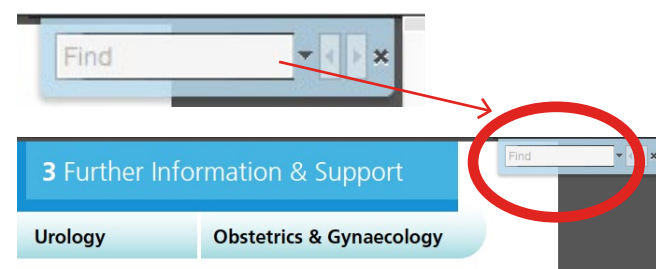 Find
3 Further Information & Support
Find
Urology
Obstetrics & Gynaecology